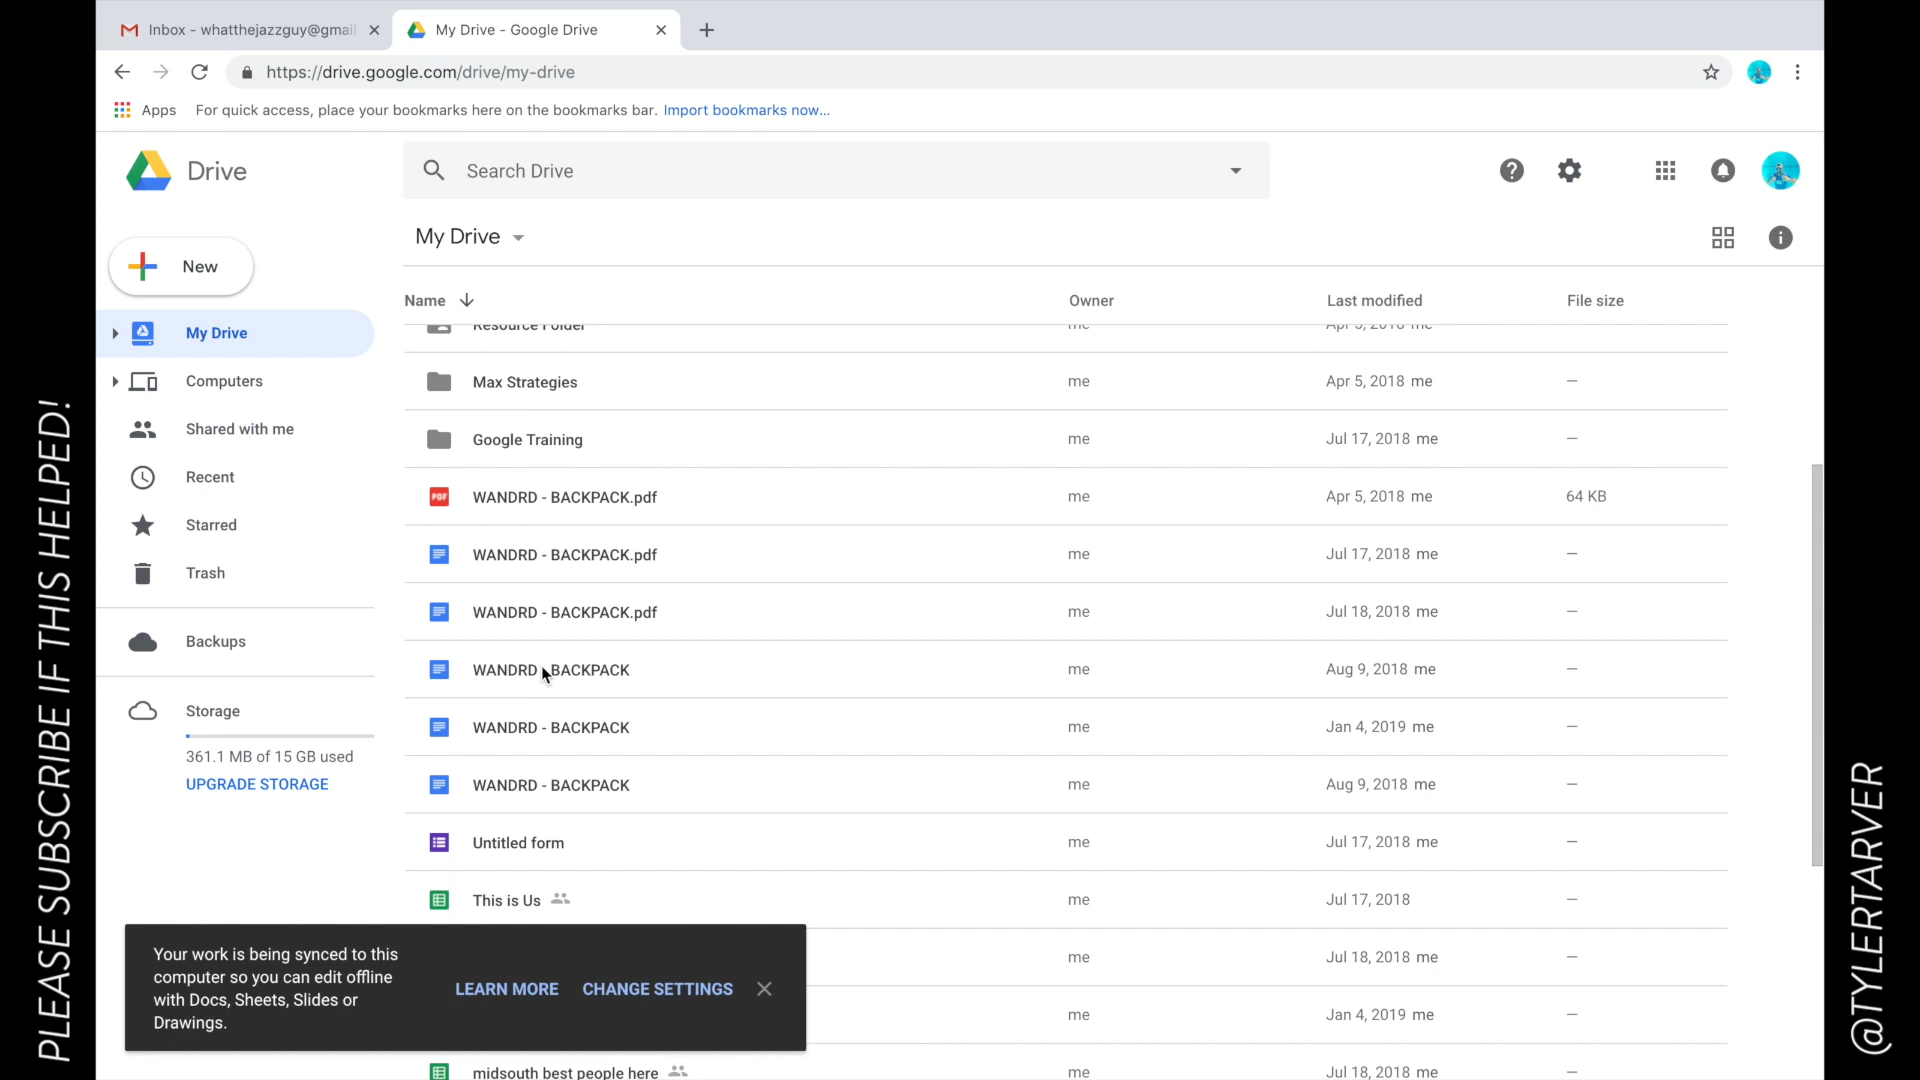 Inbox - whatthejazzguy@gmail
My Drive - Google Drive
https://drive.google.com/drive/my-drive
Apps For quick access, place your bookmarks here on the bookmarks bar. Import bookmarks now...
Drive
Search Drive
My Drive
New
My Drive
Computers
Shared with me
Recent
Starred
Trash
Backups
Storage
361.1 MB of 15 GB used
UPGRADE STORAGE
Name Owner Last modified File size
Resource Folder me Apr 5, 2018 me
Max Strategies me Apr 5, 2018 me –
Google Training me Jul 17, 2018 me –
PDF WANDRD - BACKPACK.pdf me Apr 5, 2018 me 64 KB
WANDRD - BACKPACK.pdf me Jul 17, 2018 me –
WANDRD - BACKPACK.pdf me Jul 18, 2018 me –
WANDRD - BACKPACK me Aug 9, 2018 me –
WANDRD - BACKPACK me Jan 4, 2019 me –
WANDRD - BACKPACK me Aug 9, 2018 me –
Untitled form me Jul 17, 2018 me –
This is Us me Jul 17, 2018 –
me Jul 18, 2018 me –
me Jan 4, 2019 me –
midsouth best people here me Jul 18, 2018 me –
Your work is being synced to this
computer so you can edit offline
with Docs, Sheets, Slides or
Drawings.
LEARN MORE CHANGE SETTINGS
PLEASE SUBSCRIBE IF THIS HELPED!
@TYLERTARVER